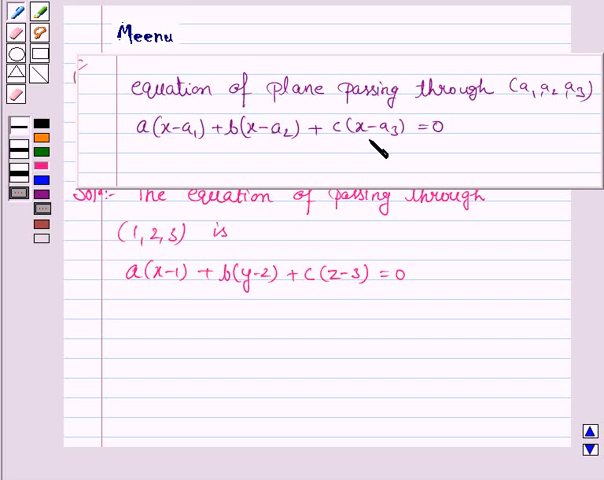 Meenu
equation of plane passing through (a1, a2, a3)
a(x-a1) + b(x-a2) + c(x-a3) = 0
Solⁿ:- The equation of passing through
(1, 2, 3) is
a(x-1) + b(y-2) + c(z-3) = 0